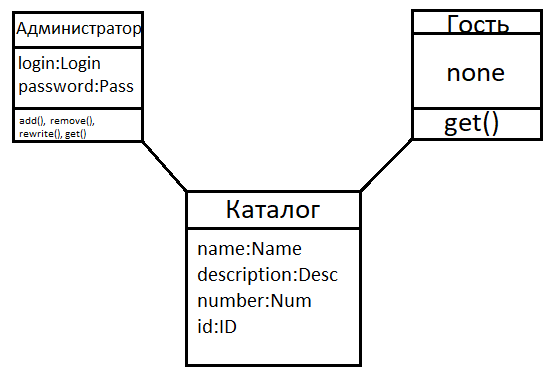 Администратор
login:Login
password:Pass
add(), remove(),
rewrite(), get()
Гость
none
get()
Каталог
name:Name
description:Desc
number:Num
id:ID